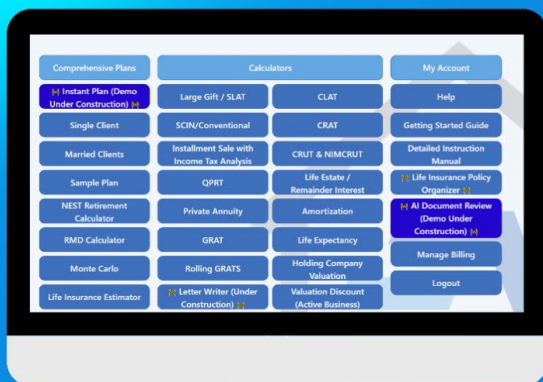 Comprehensive Plans
Calculators
My Account
Instant Plan (Demo
Under Construction)
Large Gift / SLAT
CLAT
Help
Single Client
SCIN/Conventional
CRAT
Getting Started Guide
Married Clients
Installment Sale with
Income Tax Analysis
CRUT & NIMCRUT
Detailed Instruction
Manual
Sample Plan
QPRT
Life Estate /
Remainder Interest
Life Insurance Policy
Organizer
NEST Retirement
Calculator
Private Annuity
Amortization
AI Document Review
(Demo Under
Construction)
RMD Calculator
GRAT
Life Expectancy
Manage Billing
Monte Carlo
Rolling GRATS
Holding Company
Valuation
Logout
Life Insurance Estimator
Letter Writer (Under
Construction)
Valuation Discount
(Active Business)